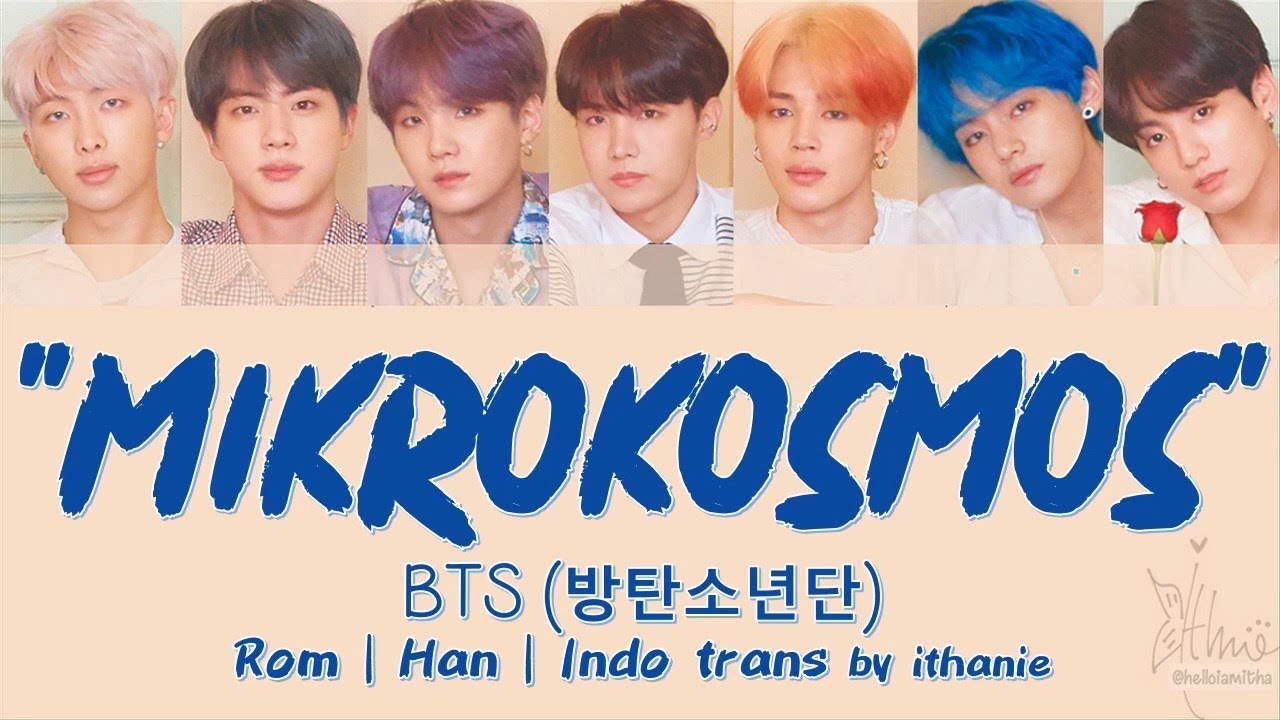 "MIKROKOSMOS"
BTS (방탄소년단)
Rom | Han | Indo trans by ithanie
@helloiamitha